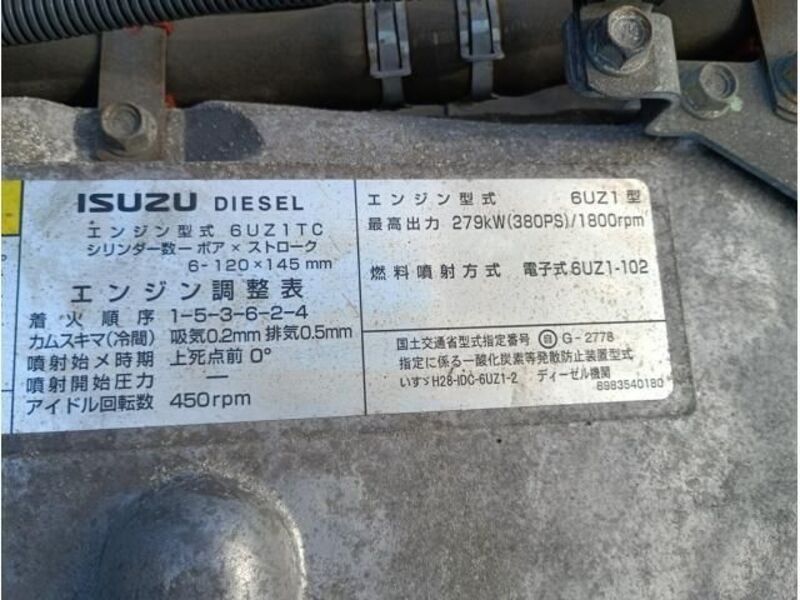 ISUZU DIESEL
エンジン型式 6UZ1TC
シリンダー数−ボア×ストローク
6-120×145mm
エンジン調整表
着火順序 1-5-3-6-2-4
カムスキマ(冷間) 吸気0.2mm 排気0.5mm
噴射始メ時期 上死点前 0°
噴射開始圧力 —
アイドル回転数 450rpm
エンジン型式 6UZ1型
最高出力 279kW(380PS)/1800rpm
燃料噴射方式 電子式6UZ1-102
国土交通省型式指定番号 自 G-2778
指定に係る一酸化炭素等発散防止装置型式
いすゞH28-IDC-6UZ1-2 ディーゼル機関
8983540180